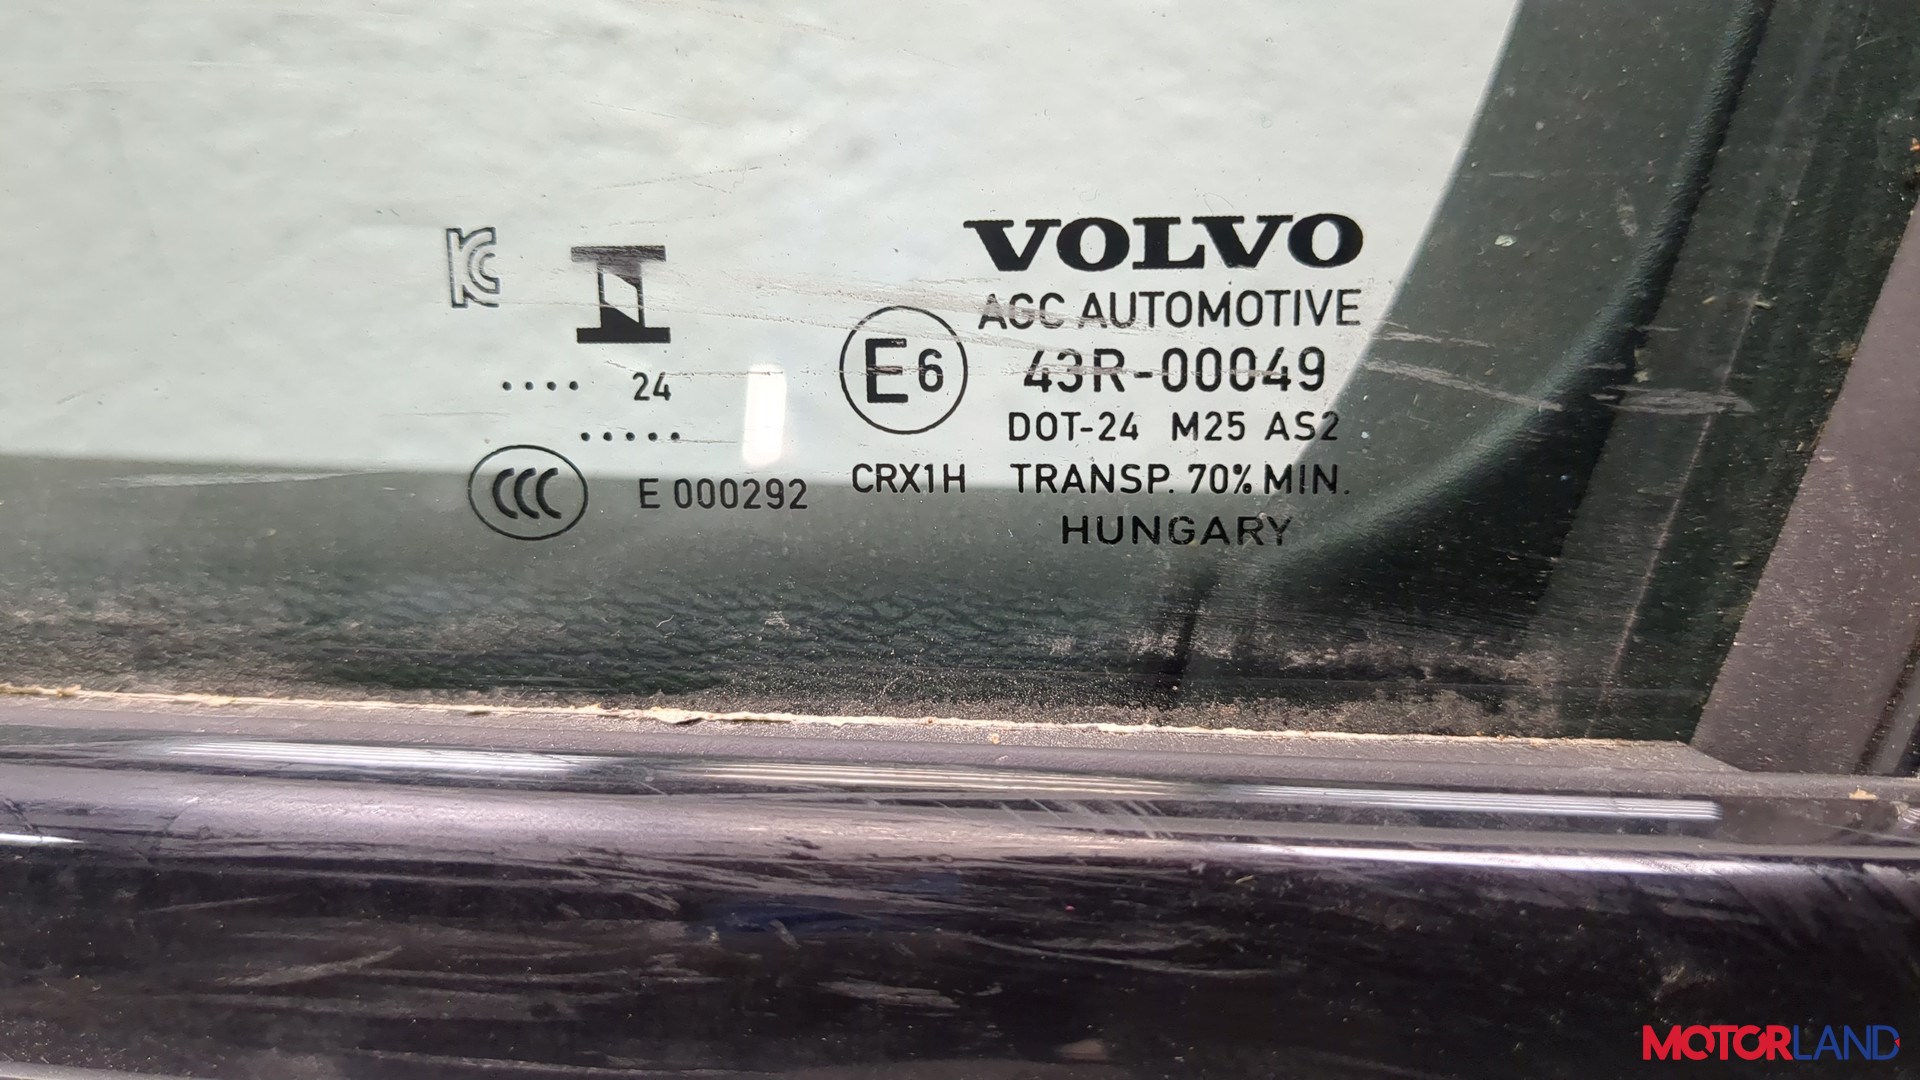 VOLVO
AGC AUTOMOTIVE
E6 43R-00049
.... 24
DOT-24 M25 AS2
.....
CCC E 000292
CRX1H TRANSP. 70% MIN.
HUNGARY
KC
MOTORLAND